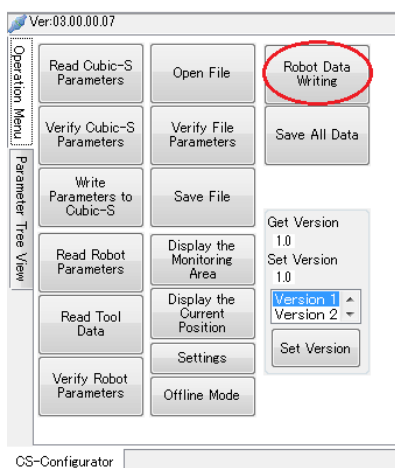 Ver:03.00.00.07
Operation Menu
Parameter Tree View
Read Cubic-S
Parameters
Open File
Robot Data
Writing
Verify Cubic-S
Parameters
Verify File
Parameters
Save All Data
Write
Parameters to
Cubic-S
Save File
Get Version
1.0
Set Version
1.0
Version 1
Version 2
Set Version
Read Robot
Parameters
Display the
Monitoring
Area
Read Tool
Data
Display the
Current
Position
Verify Robot
Parameters
Settings
Offline Mode
CS-Configurator